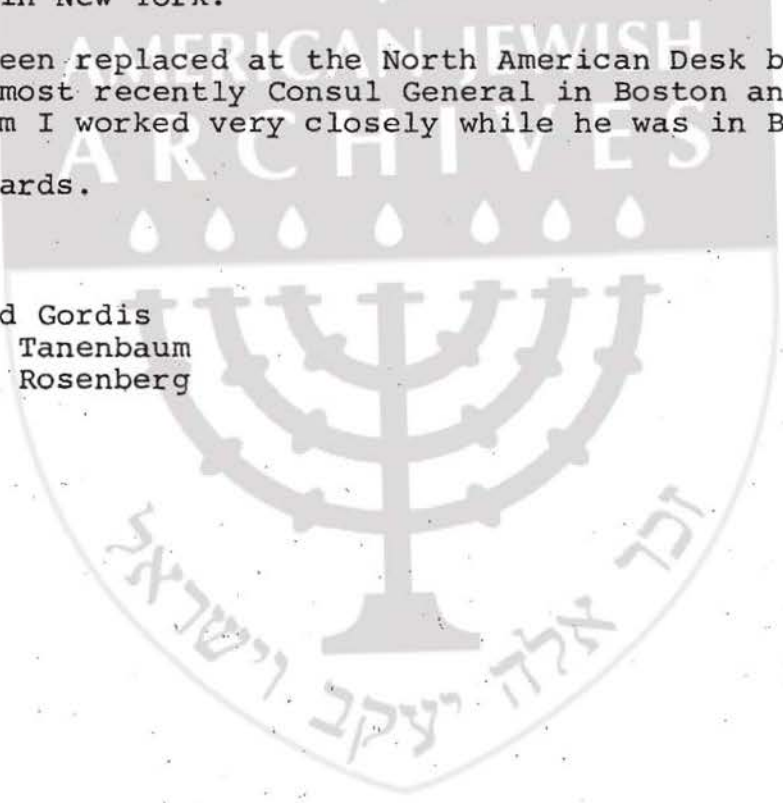 in New York.
AMERICAN JEWISH
een replaced at the North American Desk b
most recently Consul General in Boston an
m I worked very closely while he was in B
ARCHIVES
ards.
d Gordis
Tanenbaum
Rosenberg
זכר אלה יעקב וישראל